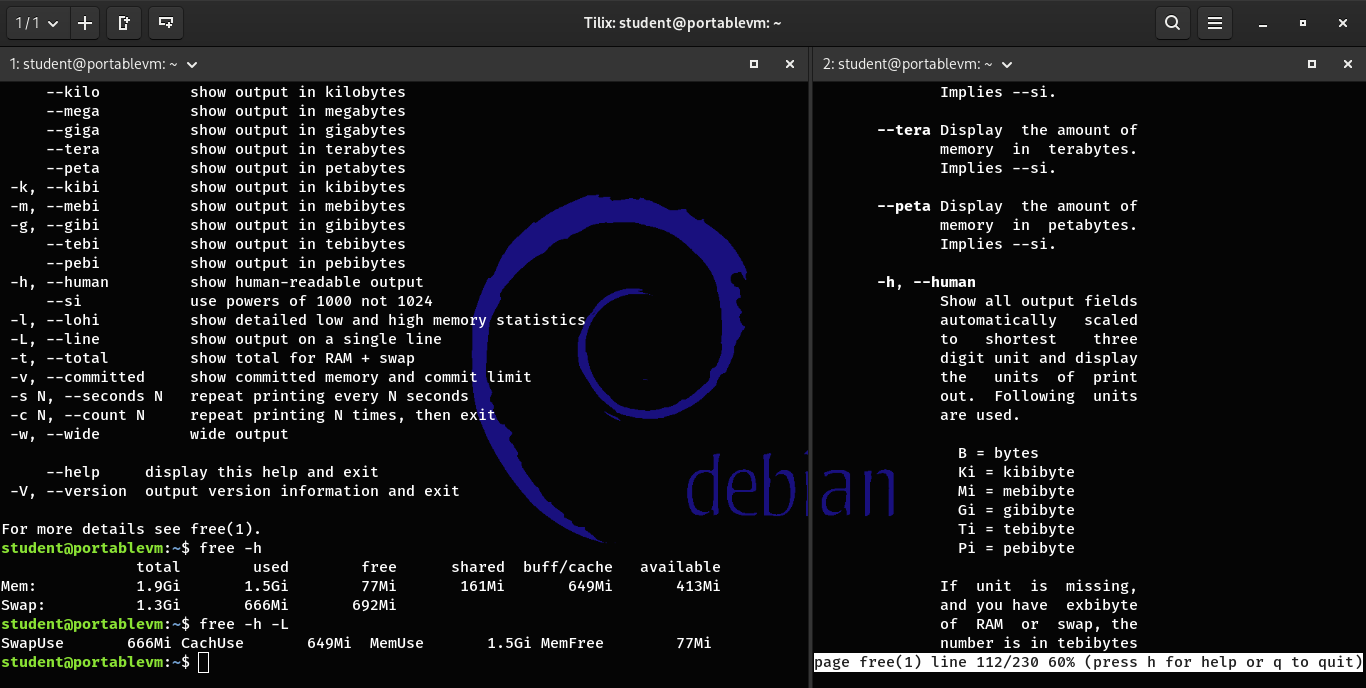 1 / 1
Tilix: student@portablevm: ~
1: student@portablevm: ~
--kilo show output in kilobytes
--mega show output in megabytes
--giga show output in gigabytes
--tera show output in terabytes
--peta show output in petabytes
-k, --kibi show output in kibibytes
-m, --mebi show output in mebibytes
-g, --gibi show output in gibibytes
--tebi show output in tebibytes
--pebi show output in pebibytes
-h, --human show human-readable output
--si use powers of 1000 not 1024
-l, --lohi show detailed low and high memory statistics
-L, --line show output on a single line
-t, --total show total for RAM + swap
-v, --committed show committed memory and commit limit
-s N, --seconds N repeat printing every N seconds
-c N, --count N repeat printing N times, then exit
-w, --wide wide output
--help display this help and exit
-V, --version output version information and exit
For more details see free(1).
student@portablevm:~$ free -h
total used free shared buff/cache available
Mem: 1.9Gi 1.5Gi 77Mi 161Mi 649Mi 413Mi
Swap: 1.3Gi 666Mi 692Mi
student@portablevm:~$ free -h -L
SwapUse 666Mi CachUse 649Mi MemUse 1.5Gi MemFree 77Mi
student@portablevm:~$
debian
2: student@portablevm: ~
Implies --si.
--tera Display the amount of
memory in terabytes.
Implies --si.
--peta Display the amount of
memory in petabytes.
Implies --si.
-h, --human
Show all output fields
automatically scaled
to shortest three
digit unit and display
the units of print
out. Following units
are used.
B = bytes
Ki = kibibyte
Mi = mebibyte
Gi = gibibyte
Ti = tebibyte
Pi = pebibyte
If unit is missing,
and you have exbibyte
of RAM or swap, the
number is in tebibytes
page free(1) line 112/230 60% (press h for help or q to quit)